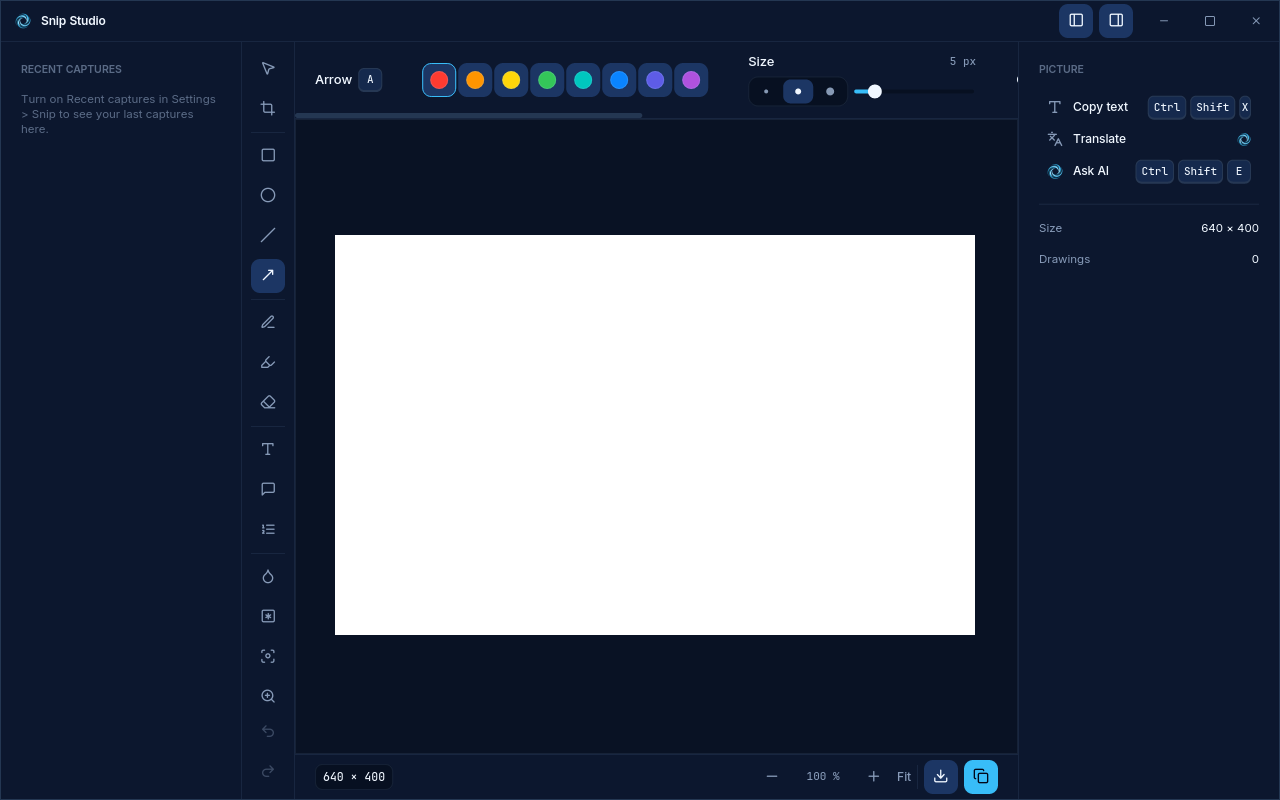 Snip Studio
RECENT CAPTURES
Turn on Recent captures in Settings
> Snip to see your last captures
here.
Arrow A
Size 5 px
PICTURE
Copy text Ctrl Shift X
Translate
Ask AI Ctrl Shift E
Size 640 × 400
Drawings 0
640 × 400
100 %
Fit